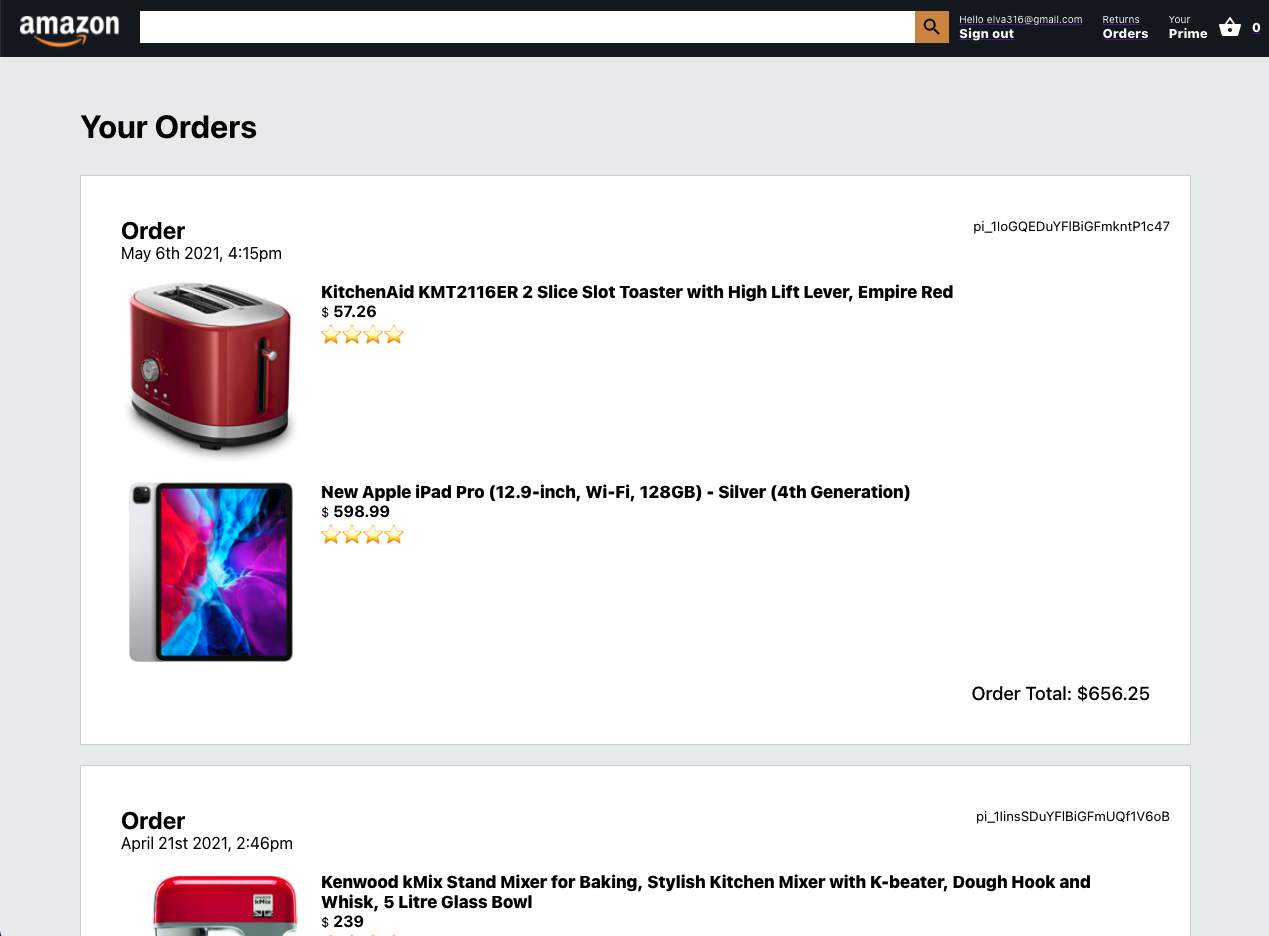 amazon
Hello elva316@gmail.com
Sign out
Returns
Orders
Your
Prime
0
Your Orders
Order
pi_1IoGQEDuYFlBiGFmkntP1c47
May 6th 2021, 4:15pm
KitchenAid KMT2116ER 2 Slice Slot Toaster with High Lift Lever, Empire Red
$ 57.26
New Apple iPad Pro (12.9-inch, Wi-Fi, 128GB) - Silver (4th Generation)
$ 598.99
Order Total: $656.25
Order
pi_1IinsSDuYFlBiGFmUQf1V6oB
April 21st 2021, 2:46pm
kMix
Kenwood kMix Stand Mixer for Baking, Stylish Kitchen Mixer with K-beater, Dough Hook and
Whisk, 5 Litre Glass Bowl
$ 239